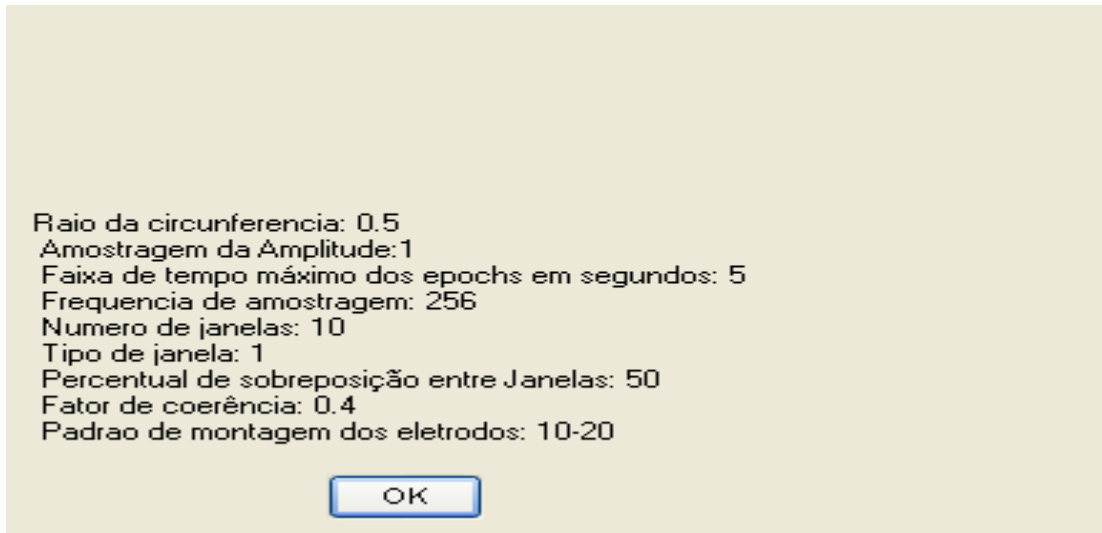 Raio da circunferencia: 0.5
Amostragem da Amplitude:1
Faixa de tempo máximo dos epochs em segundos: 5
Frequencia de amostragem: 256
Numero de janelas: 10
Tipo de janela: 1
Percentual de sobreposição entre Janelas: 50
Fator de coerência: 0.4
Padrao de montagem dos eletrodos: 10-20
OK